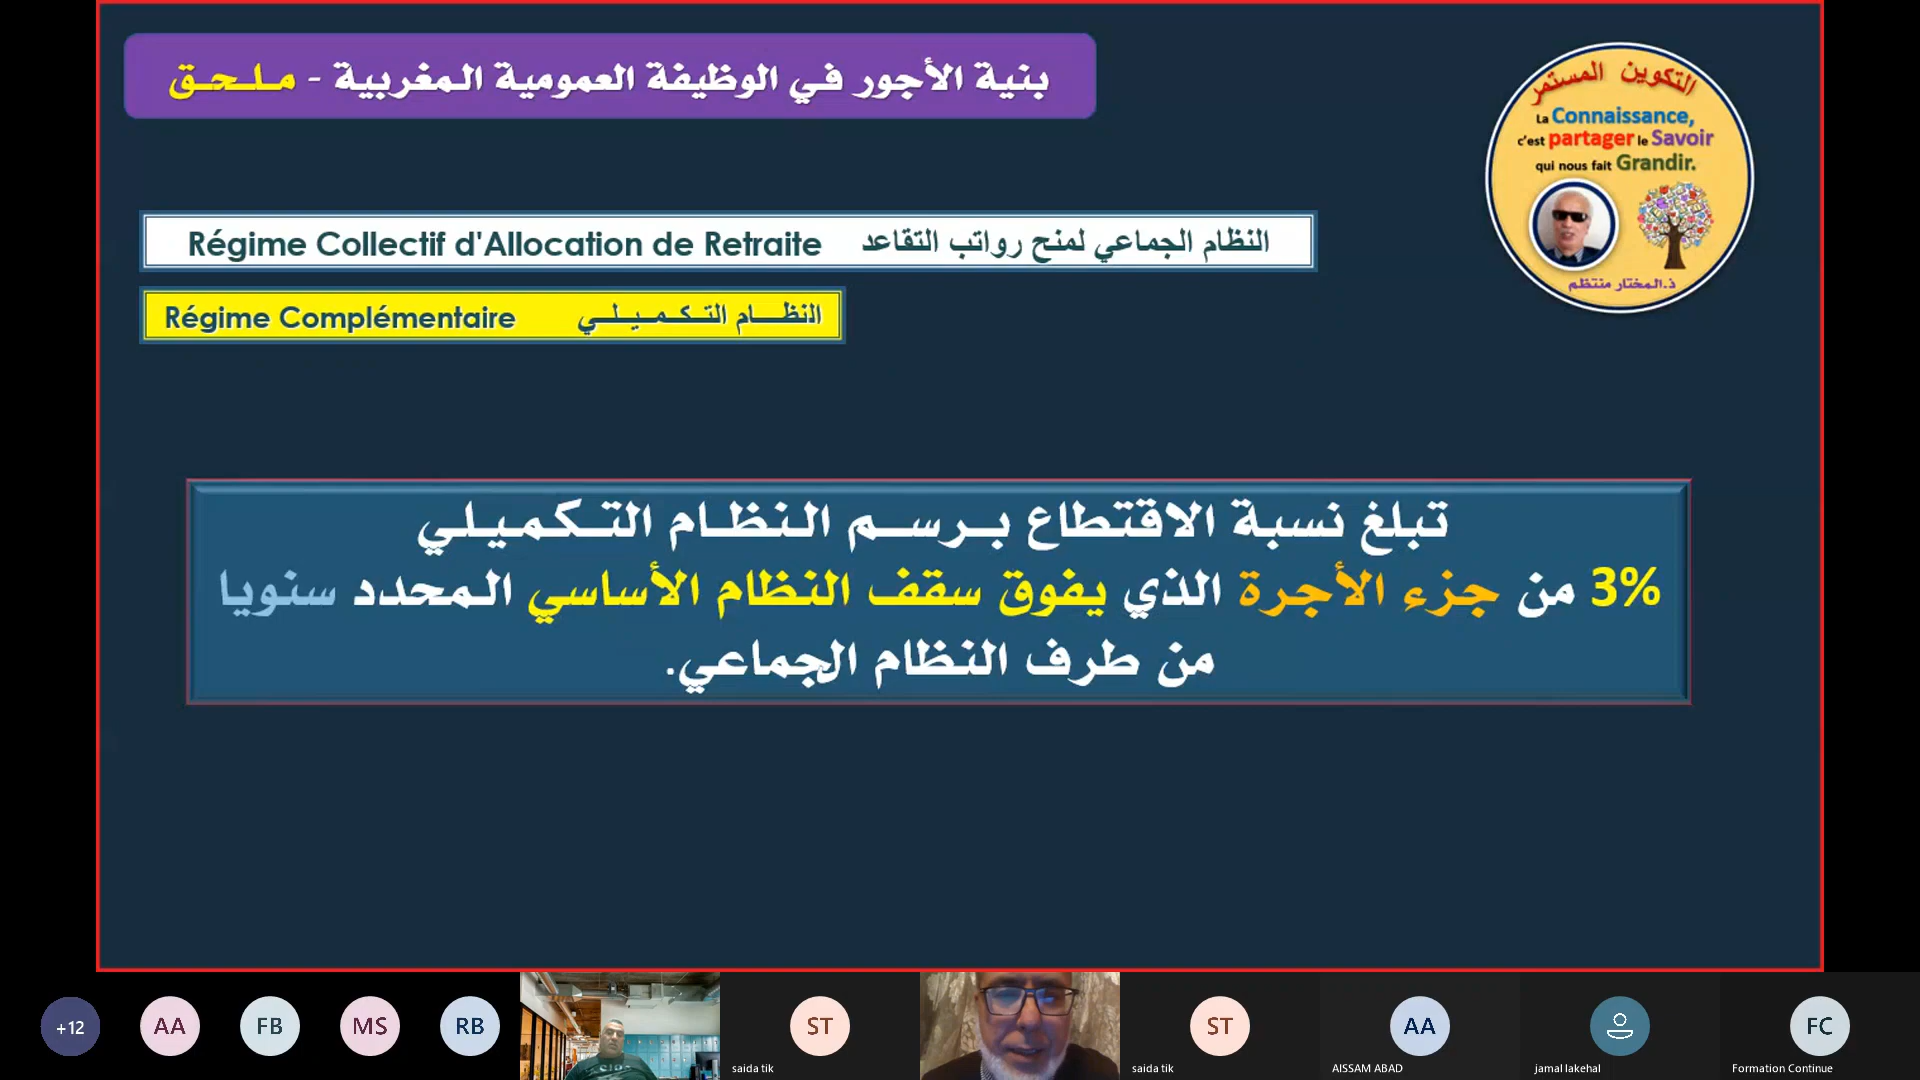 بنية الأجور في الوظيفة العمومية المغربية - ملحق
التكوين المستمر
La Connaissance,
c'est partager le Savoir
qui nous fait Grandir.
ذ.المختار منتظم
Régime Collectif d'Allocation de Retraite النظام الجماعي لمنح رواتب التقاعد
Régime Complémentaire النظام التكميلي
تبلغ نسبة الاقتطاع برسم النظام التكميلي
3% من جزء الأجرة الذي يفوق سقف النظام الأساسي المحدد سنويا
من طرف النظام الجماعي.
+12
AA
FB
MS
RB
ST
saida tik
ST
saida tik
AA
AISSAM ABAD
jamal lakehal
FC
Formation Continue